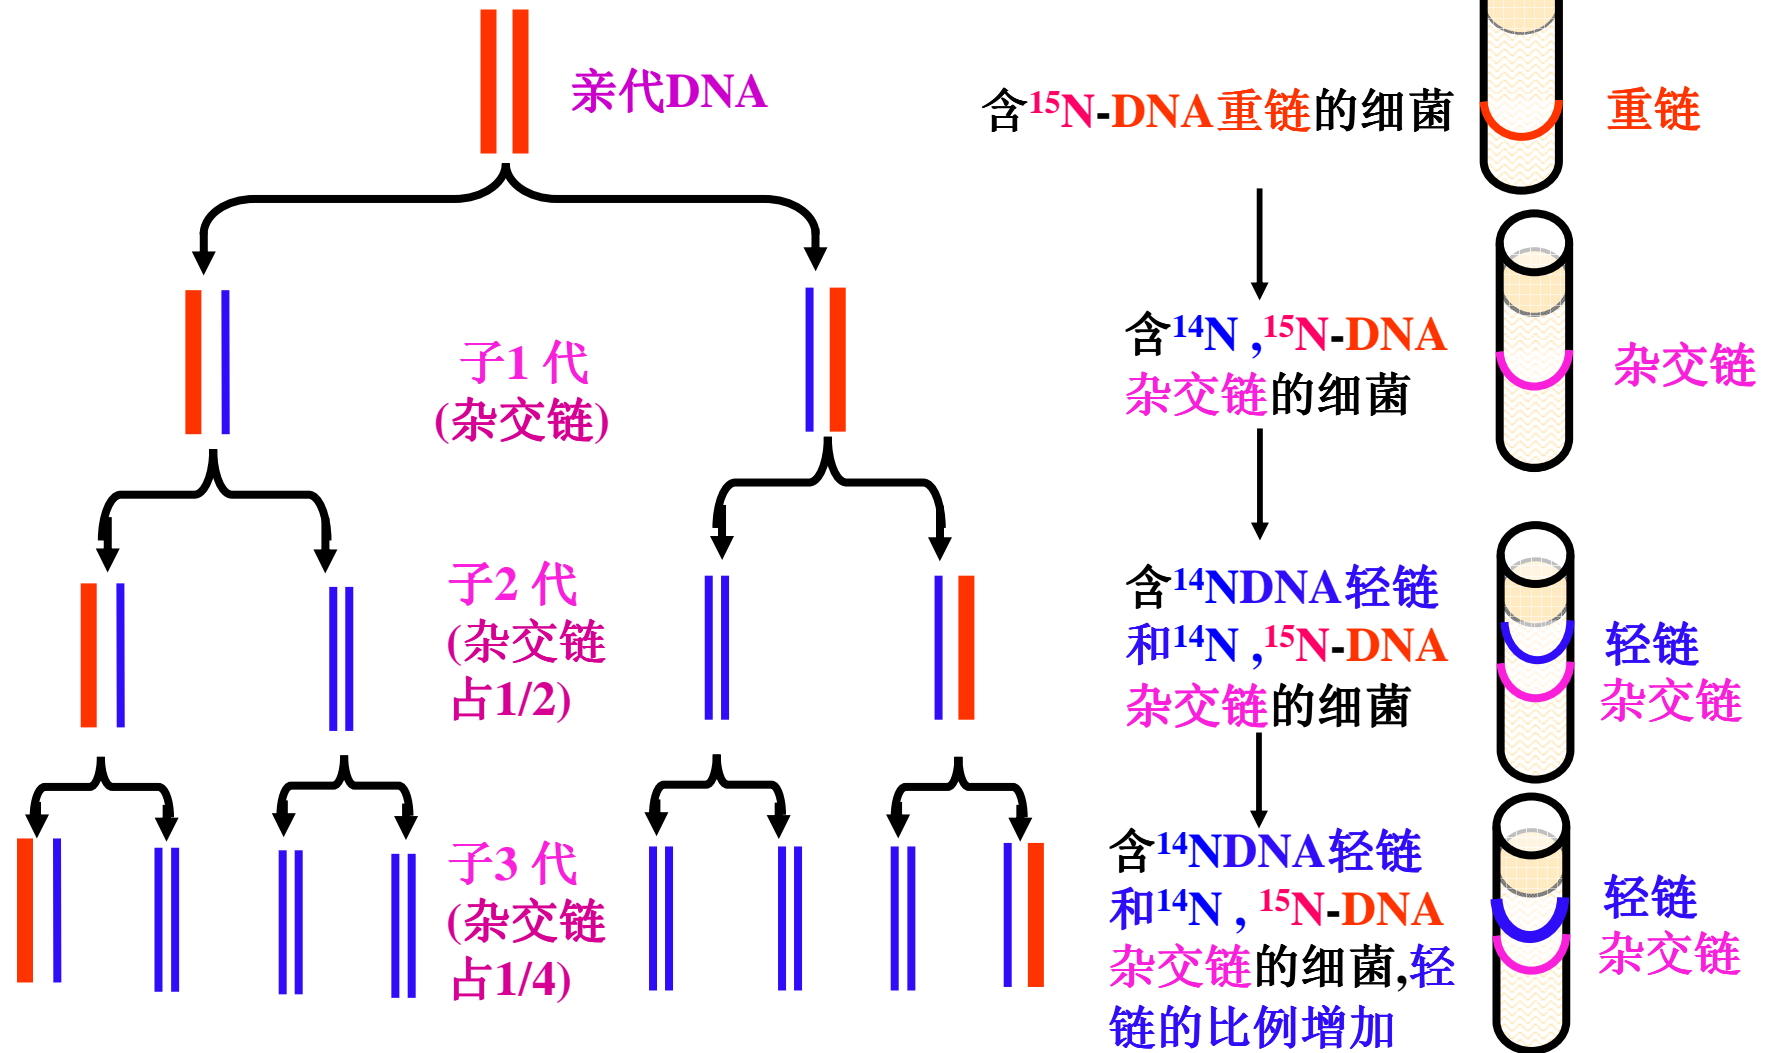 亲代DNA
含¹⁵N-DNA重链的细菌
重链
子1 代
(杂交链)
含¹⁴N ,¹⁵N-DNA
杂交链的细菌
杂交链
子2 代
(杂交链
占1/2)
含¹⁴NDNA轻链
和¹⁴N ,¹⁵N-DNA
杂交链的细菌
轻链
杂交链
子3 代
(杂交链
占1/4)
含¹⁴NDNA轻链
和¹⁴N , ¹⁵N-DNA
杂交链的细菌,轻
链的比例增加
轻链
杂交链